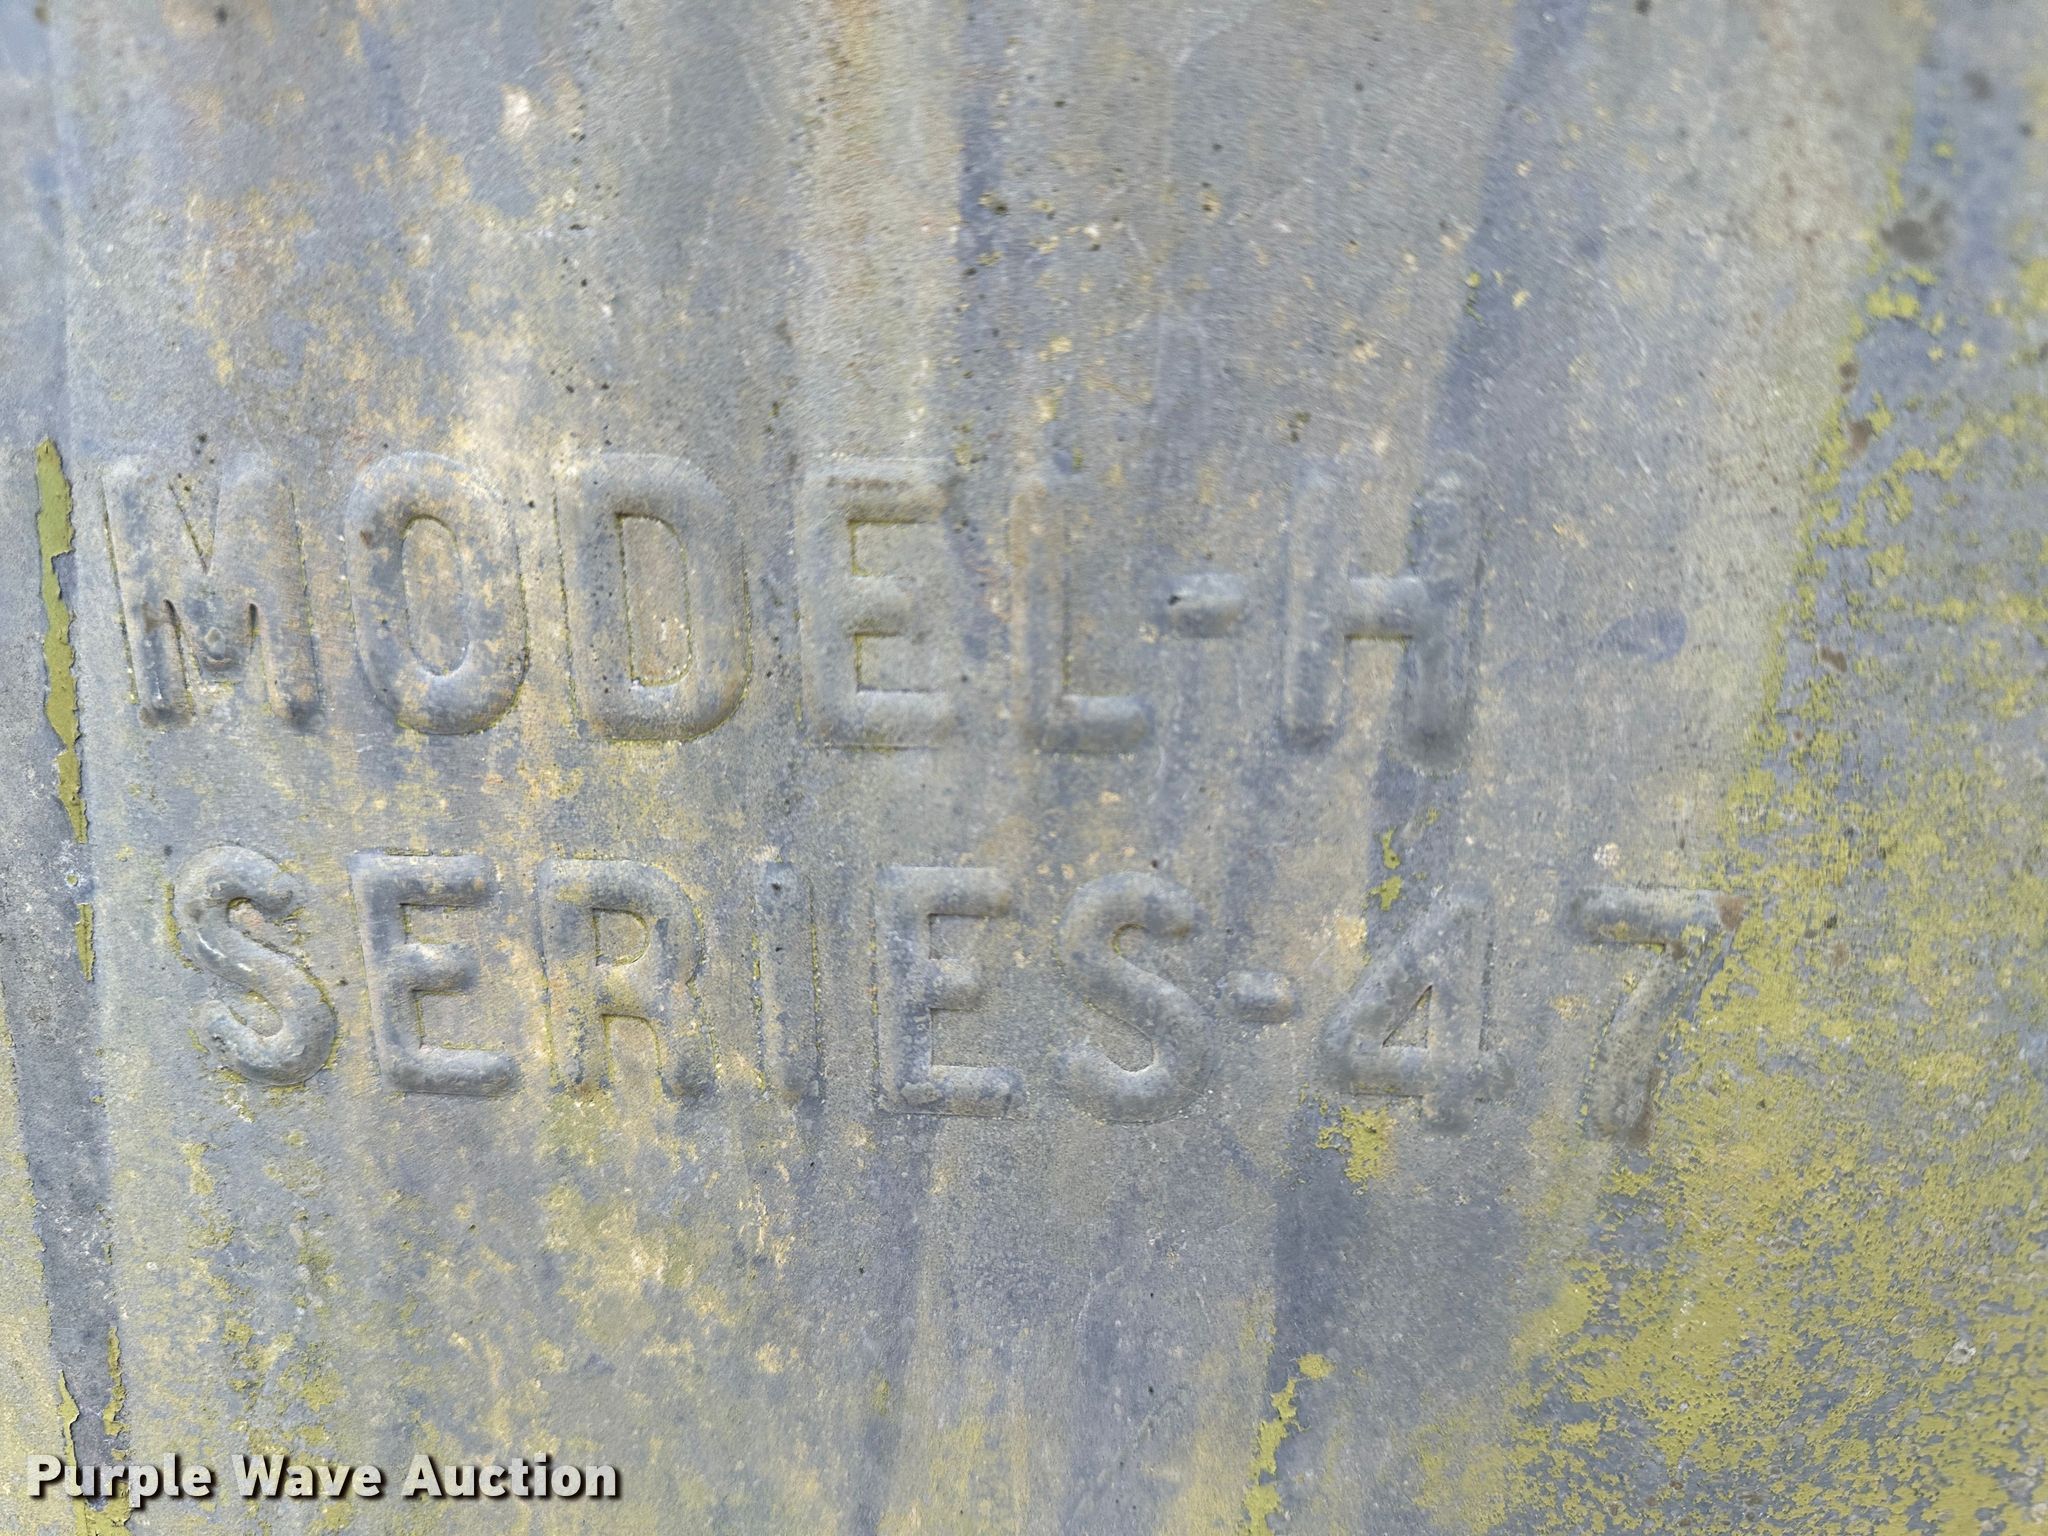 MODEL-H
SERIES-47
Purple Wave Auction